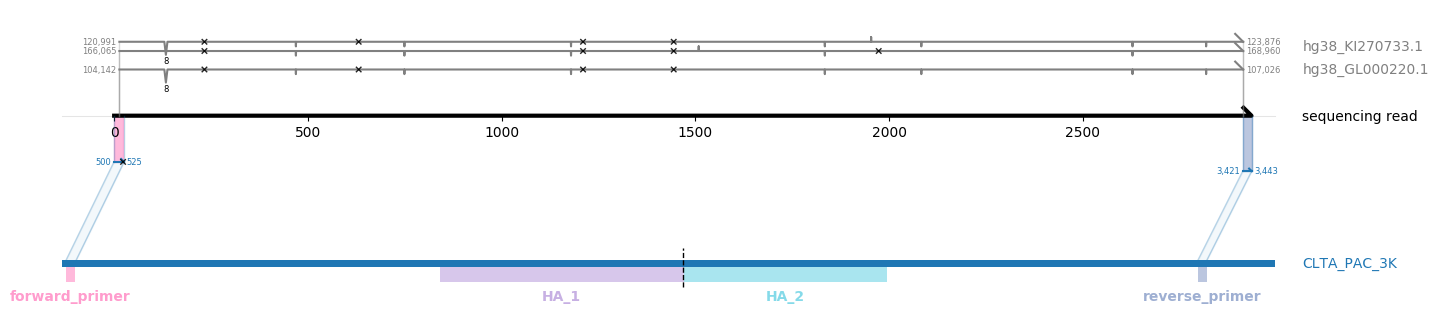 120,991 123,876 hg38_KI270733.1
166,065 168,960
8
104,142 107,026 hg38_GL000220.1
8
sequencing read
0 500 1000 1500 2000 2500
500 525
3,421 3,443
CLTA_PAC_3K
forward_primer HA_1 HA_2 reverse_primer